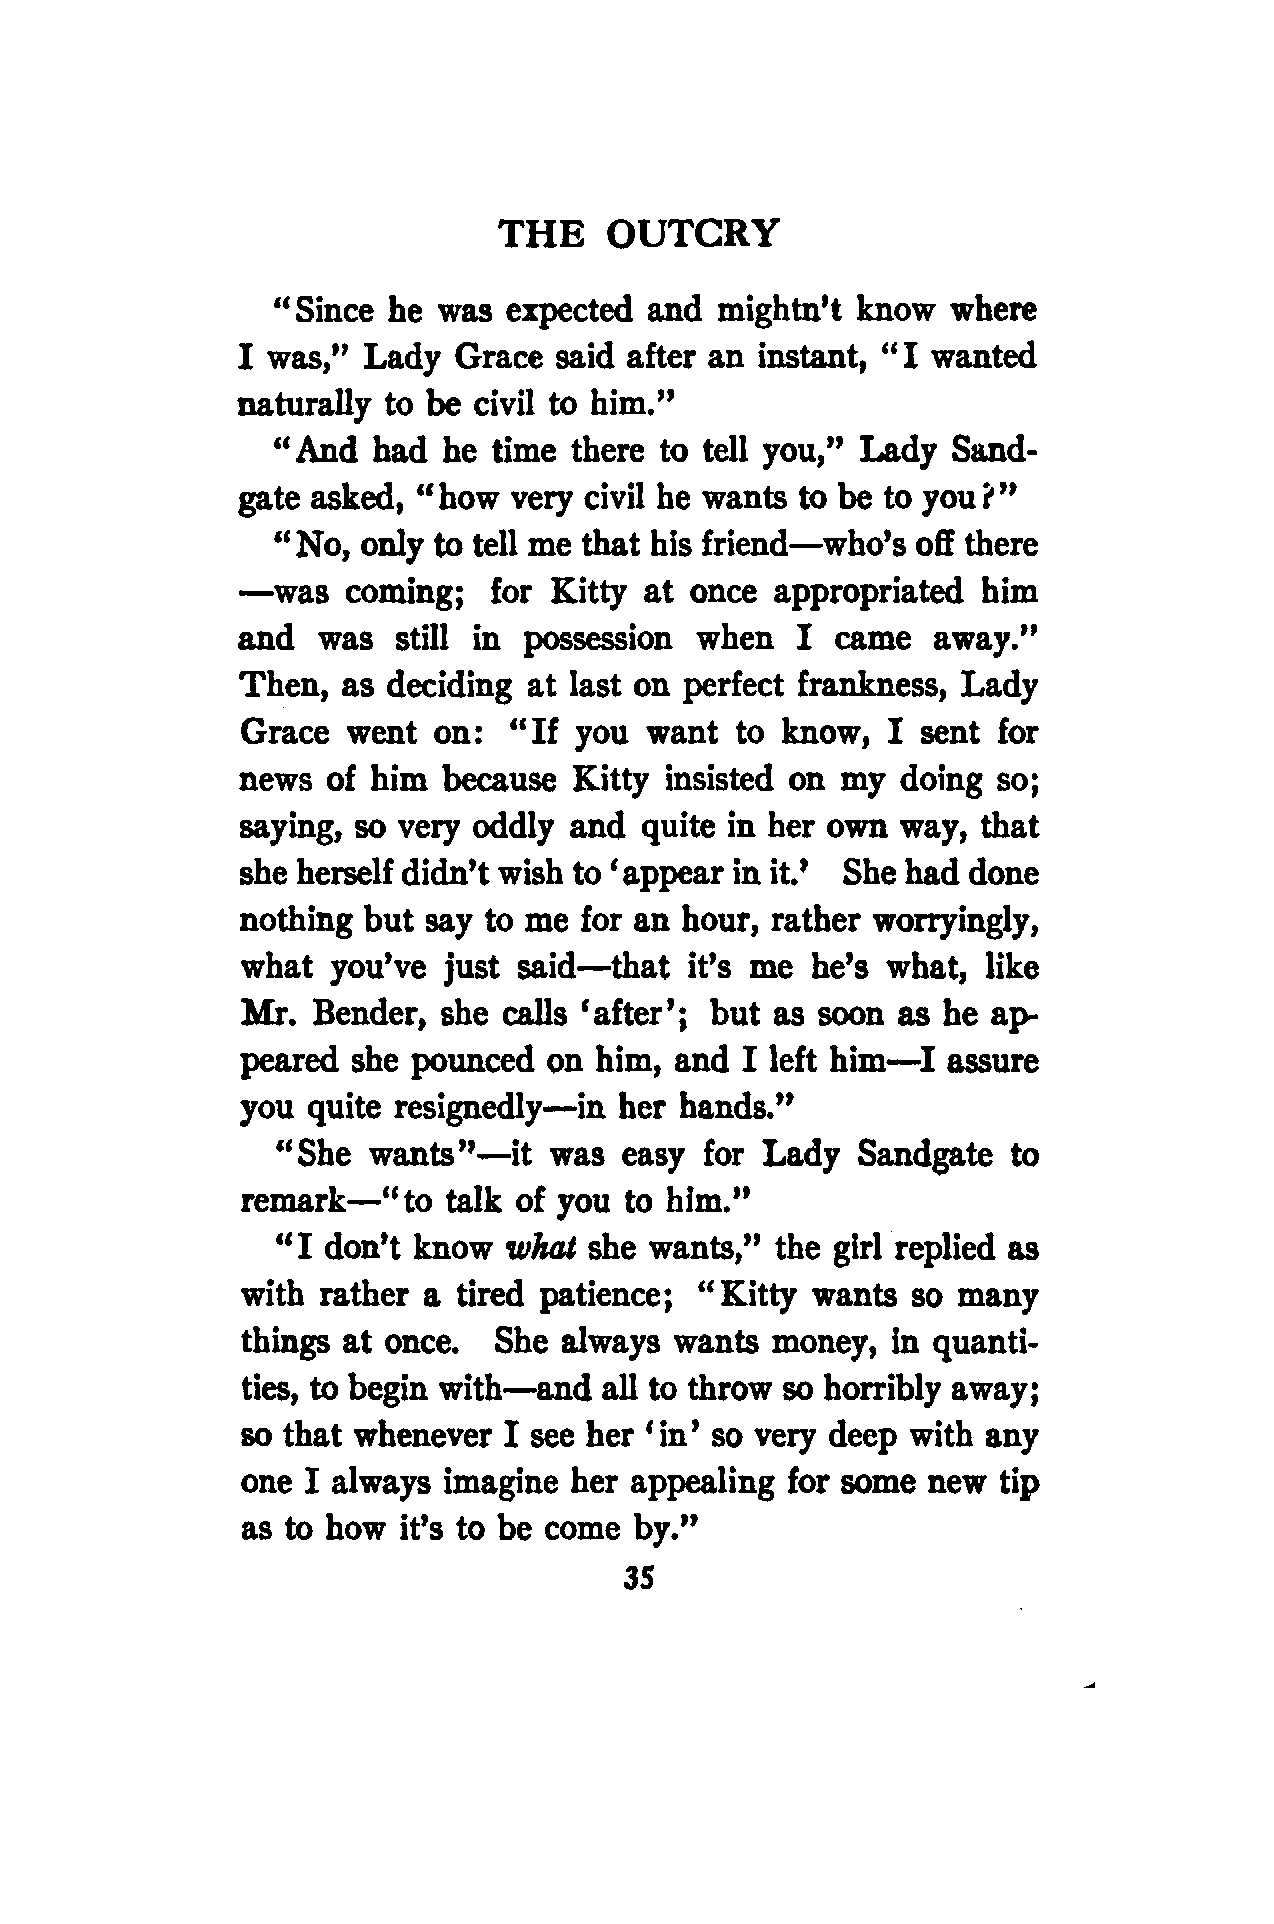 THE OUTCRY
"Since he was expected and mightn't know where
I was," Lady Grace said after an instant, "I wanted
naturally to be civil to him."
"And had he time there to tell you," Lady Sand-
gate asked, "how very civil he wants to be to you?"
"No, only to tell me that his friend—who's off there
—was coming; for Kitty at once appropriated him
and was still in possession when I came away."
Then, as deciding at last on perfect frankness, Lady
Grace went on: "If you want to know, I sent for
news of him because Kitty insisted on my doing so;
saying, so very oddly and quite in her own way, that
she herself didn't wish to 'appear in it.' She had done
nothing but say to me for an hour, rather worryingly,
what you've just said—that it's me he's what, like
Mr. Bender, she calls 'after'; but as soon as he ap-
peared she pounced on him, and I left him—I assure
you quite resignedly—in her hands."
"She wants"—it was easy for Lady Sandgate to
remark—"to talk of you to him."
"I don't know what she wants," the girl replied as
with rather a tired patience; "Kitty wants so many
things at once. She always wants money, in quanti-
ties, to begin with—and all to throw so horribly away;
so that whenever I see her 'in' so very deep with any
one I always imagine her appealing for some new tip
as to how it's to be come by."
35